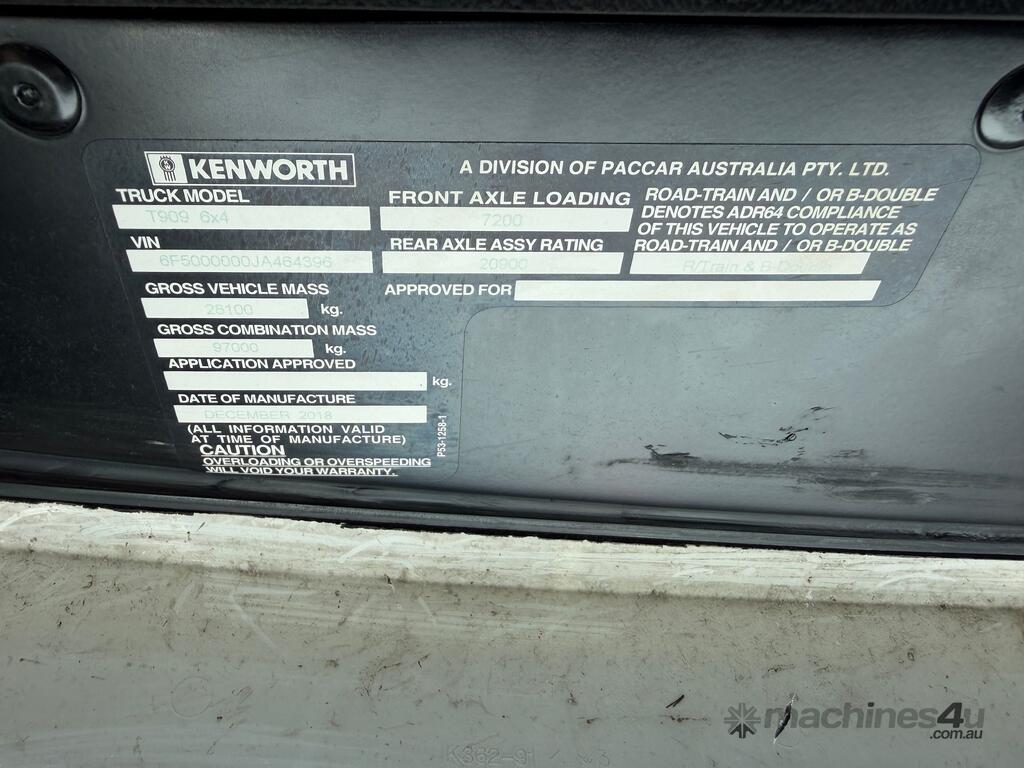 KENWORTH
A DIVISION OF PACCAR AUSTRALIA PTY. LTD.
TRUCK MODEL
T909 6x4
VIN
6F5000000JA464396
GROSS VEHICLE MASS
28100 kg.
GROSS COMBINATION MASS
97000 kg.
APPLICATION APPROVED
kg.
DATE OF MANUFACTURE
DECEMBER 2018
(ALL INFORMATION VALID
AT TIME OF MANUFACTURE)
CAUTION
OVERLOADING OR OVERSPEEDING
WILL VOID YOUR WARRANTY.
P53-1258-1
FRONT AXLE LOADING
7200
REAR AXLE ASSY RATING
20900
APPROVED FOR
ROAD-TRAIN AND / OR B-DOUBLE
DENOTES ADR64 COMPLIANCE
OF THIS VEHICLE TO OPERATE AS
ROAD-TRAIN AND / OR B-DOUBLE
R/Train & B-Double
K362-91
machines4u
.com.au